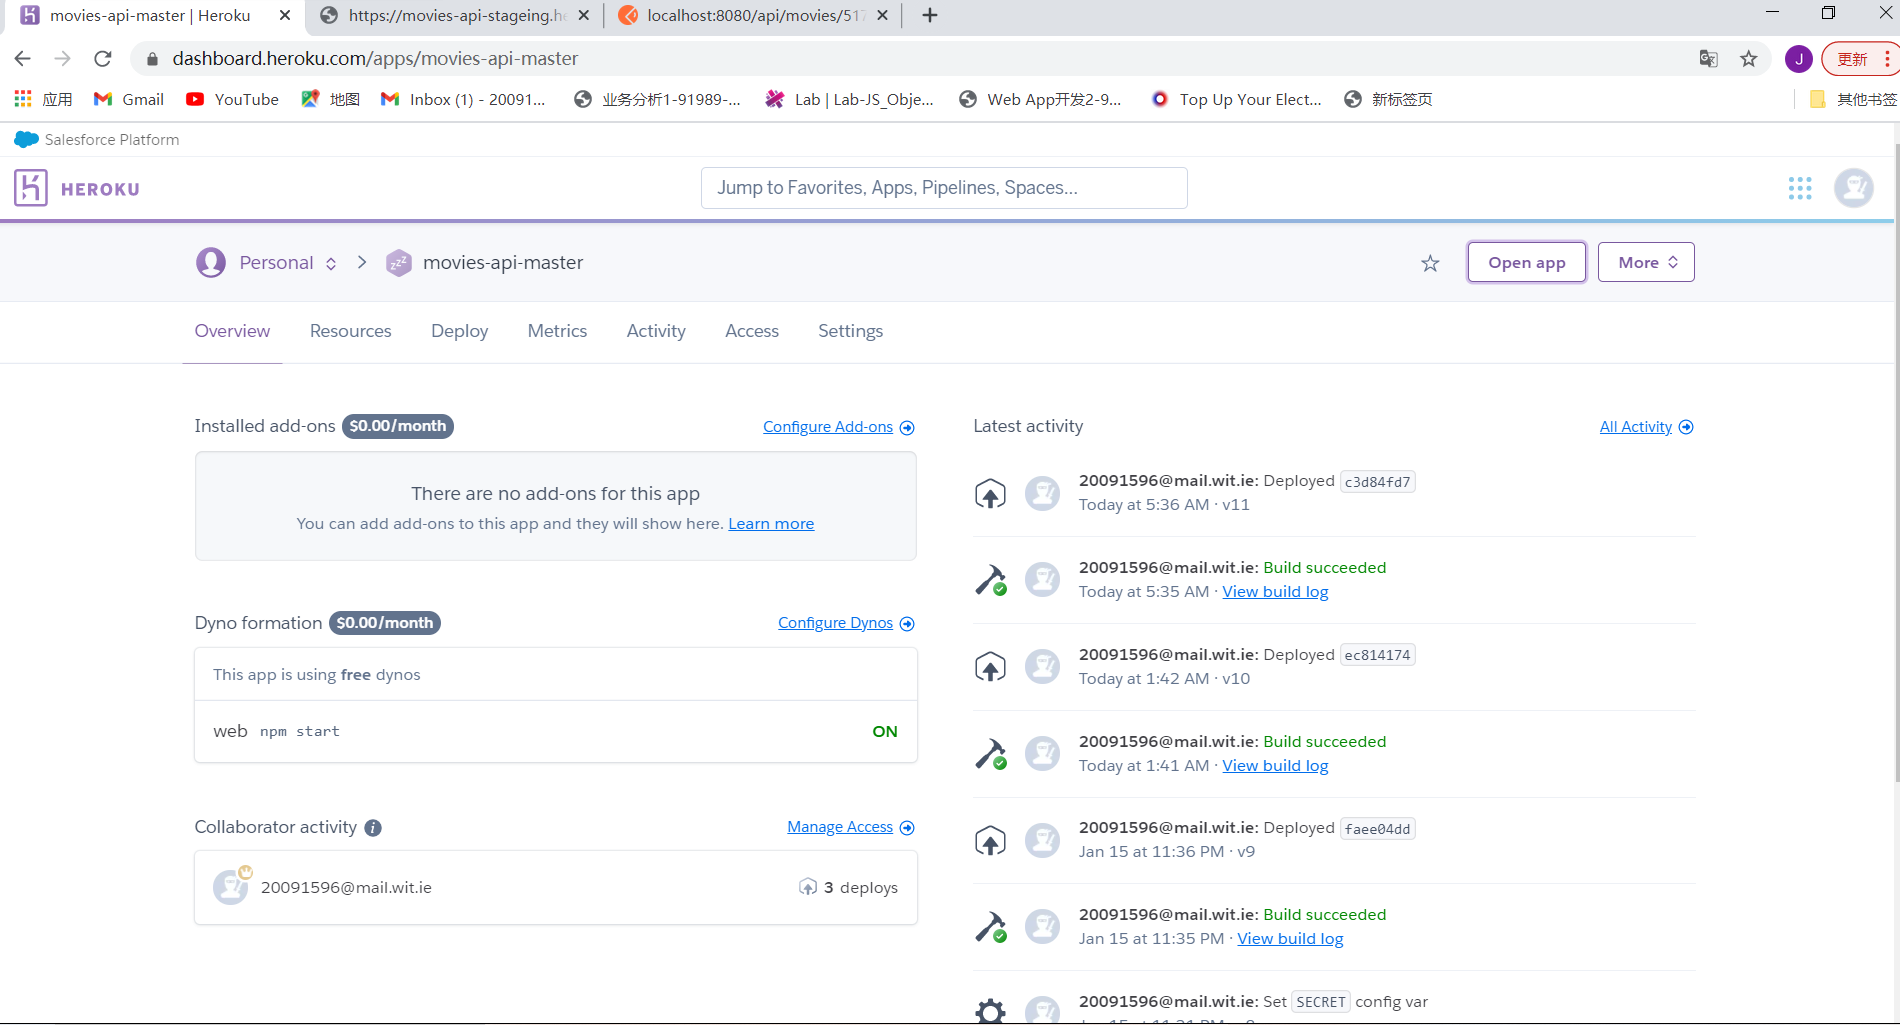 movies-api-master | Heroku
https://movies-api-stageing.he
localhost:8080/api/movies/517
dashboard.heroku.com/apps/movies-api-master
J
更新
应用
Gmail
YouTube
地图
Inbox (1) - 20091...
业务分析1-91989-...
Lab | Lab-JS_Obje...
Web App开发2-9...
Top Up Your Elect...
新标签页
其他书签
Salesforce Platform
HEROKU
Jump to Favorites, Apps, Pipelines, Spaces...
Personal
movies-api-master
Open app
More
Overview
Resources
Deploy
Metrics
Activity
Access
Settings
Installed add-ons $0.00/month
Configure Add-ons
There are no add-ons for this app
You can add add-ons to this app and they will show here. Learn more
Dyno formation $0.00/month
Configure Dynos
This app is using free dynos
web npm start
ON
Collaborator activity
Manage Access
20091596@mail.wit.ie
3 deploys
Latest activity
All Activity
20091596@mail.wit.ie: Deployed c3d84fd7
Today at 5:36 AM · v11
20091596@mail.wit.ie: Build succeeded
Today at 5:35 AM · View build log
20091596@mail.wit.ie: Deployed ec814174
Today at 1:42 AM · v10
20091596@mail.wit.ie: Build succeeded
Today at 1:41 AM · View build log
20091596@mail.wit.ie: Deployed faee04dd
Jan 15 at 11:36 PM · v9
20091596@mail.wit.ie: Build succeeded
Jan 15 at 11:35 PM · View build log
20091596@mail.wit.ie: Set SECRET config var